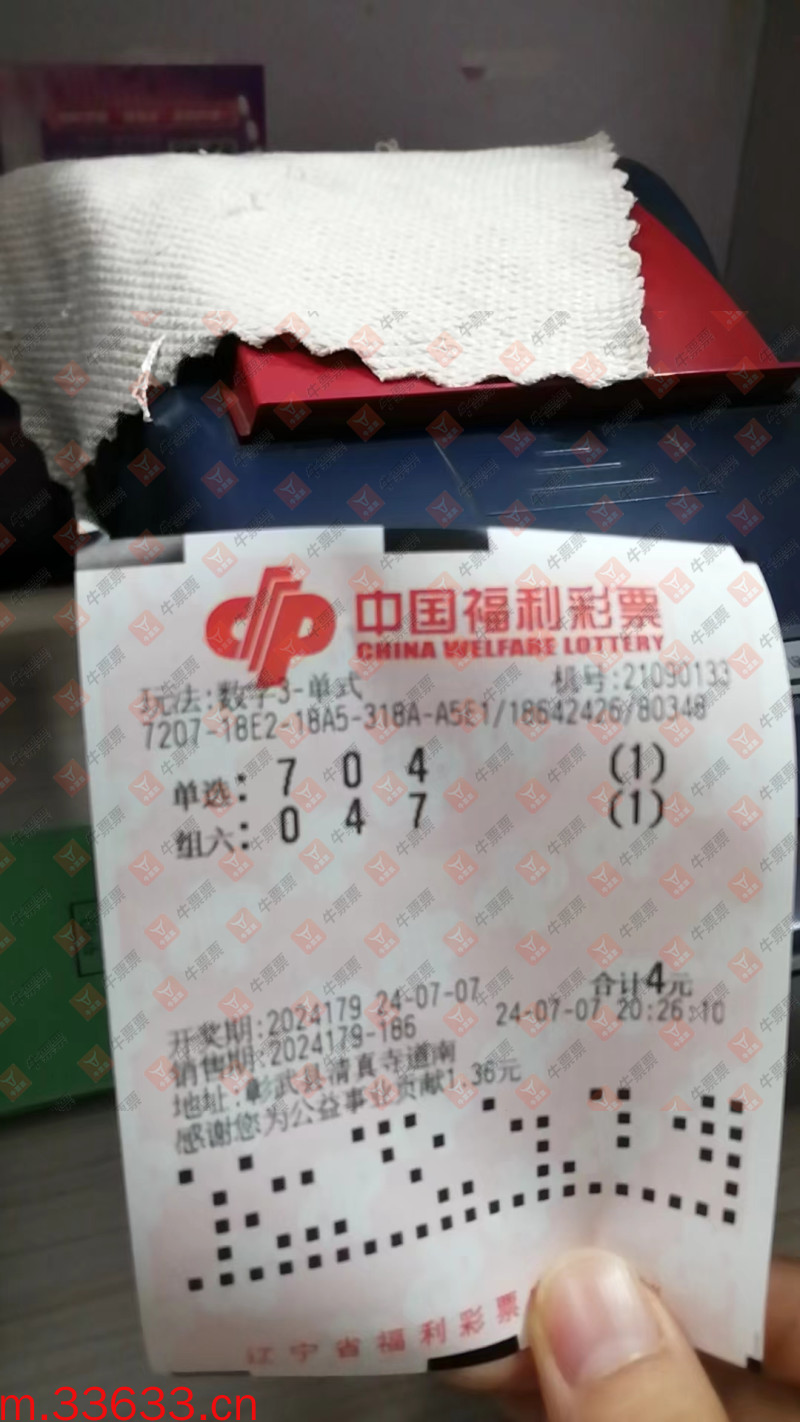 中国福利彩票
CHINA WELFARE LOTTERY
玩法:数字3-单式 机号:21090133
7207-18E2-18A5-318A-A5E1/18642426/80348
单选: 7 0 4 (1)
组六: 0 4 7 (1)
合计4元
开奖期:2024179 24-07-07
销售期:2024179-186 24-07-07 20:26:10
地址:彰武县清真寺道南
感谢您为公益事业贡献1.36元
辽宁省福利彩票
牛票票
m.33633.cn